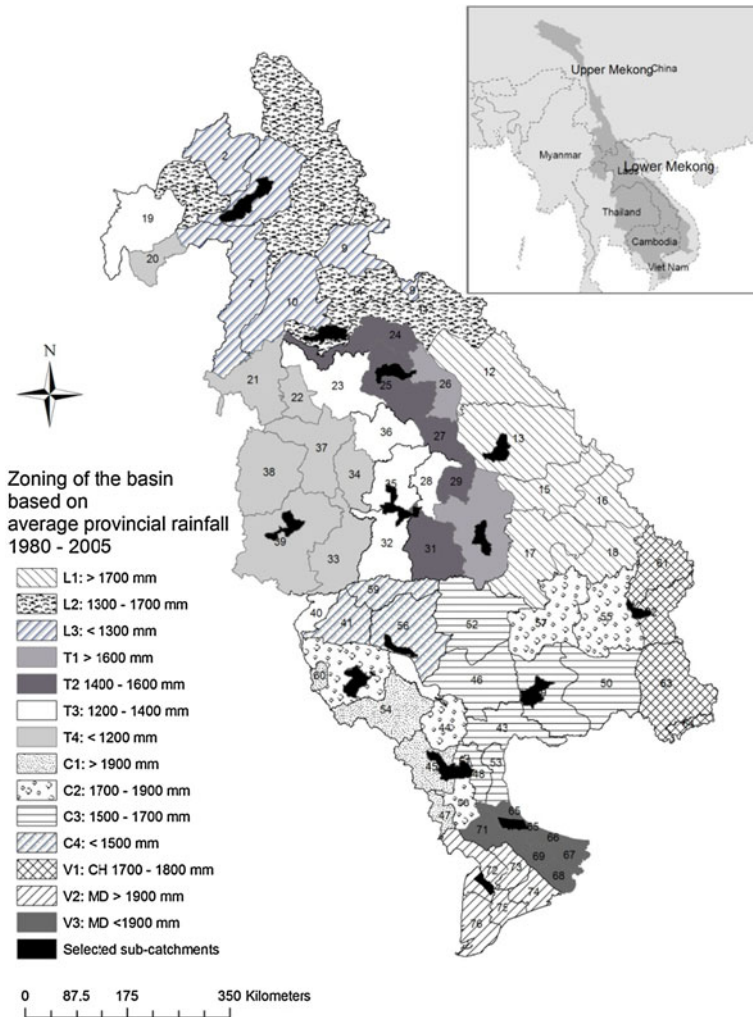 Upper Mekong
China
Myanmar
Lower Mekong
Laos
Thailand
Cambodia
Viet Nam
2
19
20
7
9
10
8
24
21
22
23
25
26
12
27
13
36
37
38
34
35
28
29
15
16
39
33
32
31
17
18
61
40
59
41
56
52
57
55
60
46
50
63
54
44
43
45
48
53
47
71
65
66
69
67
68
72
73
74
75
76
N
Zoning of the basin
based on
average provincial rainfall
1980 - 2005
L1: > 1700 mm
L2: 1300 - 1700 mm
L3: < 1300 mm
T1 > 1600 mm
T2 1400 - 1600 mm
T3: 1200 - 1400 mm
T4: < 1200 mm
C1: > 1900 mm
C2: 1700 - 1900 mm
C3: 1500 - 1700 mm
C4: < 1500 mm
V1: CH 1700 - 1800 mm
V2: MD > 1900 mm
V3: MD <1900 mm
Selected sub-catchments
0 87.5 175 350 Kilometers